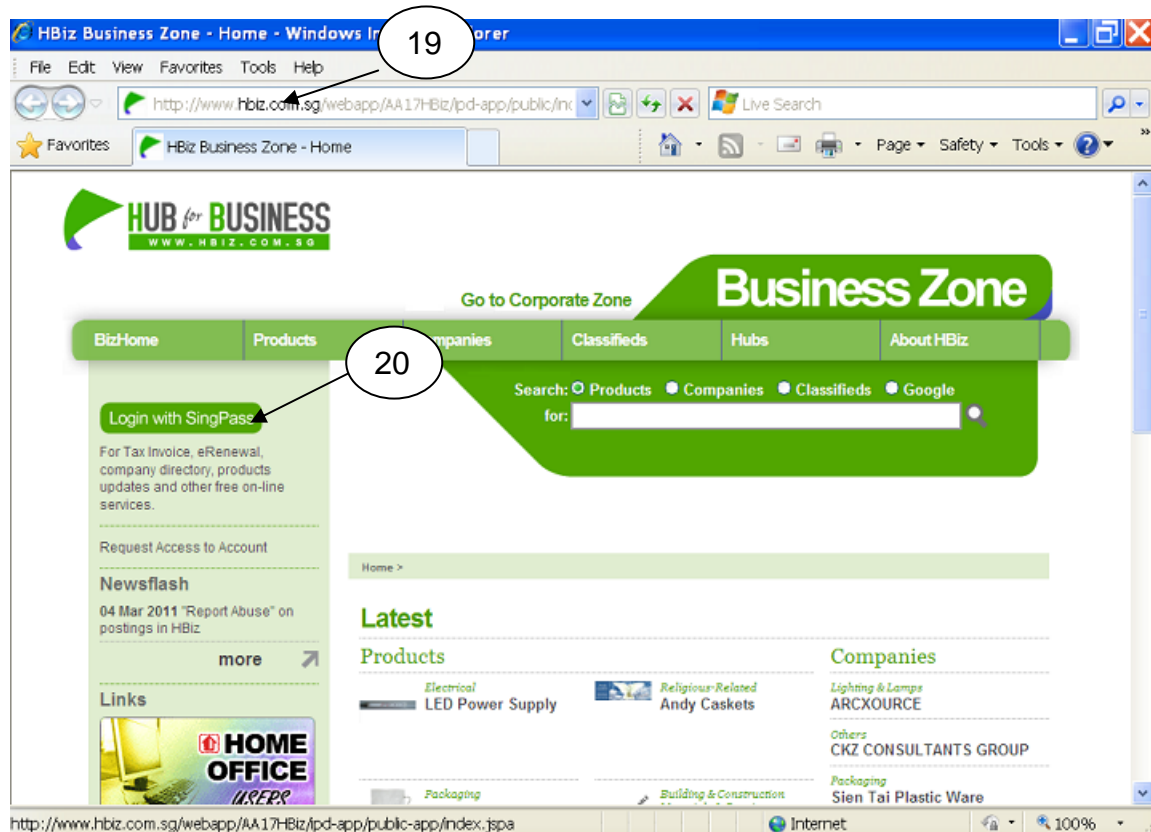 HBiz Business Zone - Home - Windows In orer
19
File Edit View Favorites Tools Help
http://www.hbiz.com.sg/webapp/AA17HBiz/ipd-app/public/in
Live Search
Favorites
HBiz Business Zone - Home
Page Safety Tools
HUB for BUSINESS
WWW.HBIZ.COM.SG
Go to Corporate Zone
Business Zone
BizHome Products mpanies Classifieds Hubs About HBiz
20
Search: Products Companies Classifieds Google
for:
Login with SingPass
For Tax Invoice, eRenewal,
company directory, products
updates and other free on-line
services.
Request Access to Account
Home >
Newsflash
04 Mar 2011 "Report Abuse" on
postings in HBiz
more
Latest
Products
Companies
Electrical
LED Power Supply
Religious-Related
Andy Caskets
Lighting & Lamps
ARCXOURCE
Others
CKZ CONSULTANTS GROUP
Packaging
Sien Tai Plastic Ware
Links
HOME
OFFICE
USERS
Packaging
Building & Construction
http://www.hbiz.com.sg/webapp/AA17HBiz/ipd-app/public-app/index.jspa
Internet
100%